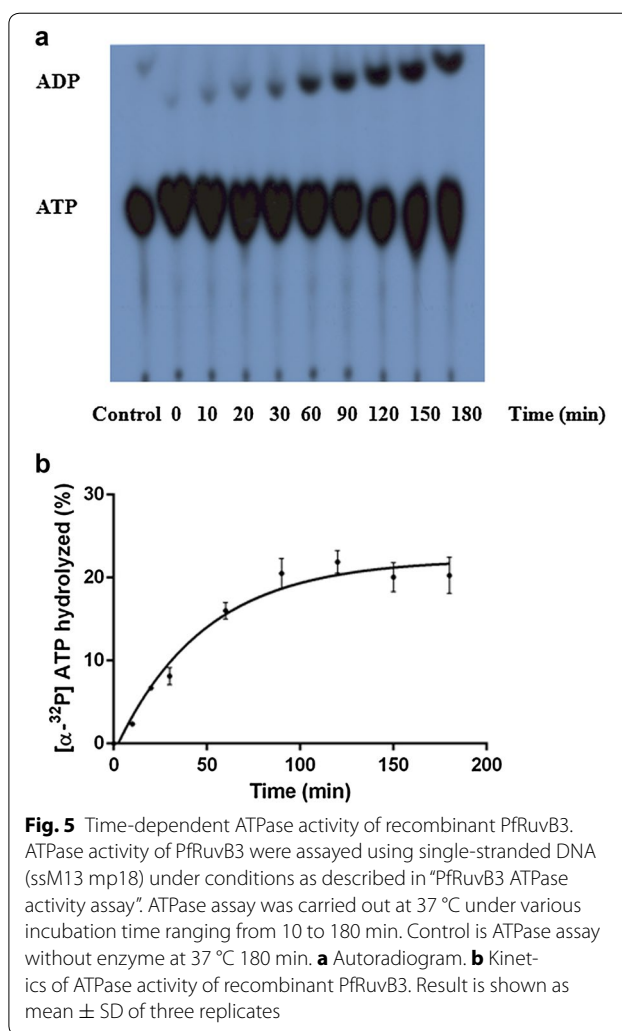 a
ADP
ATP
Control 0 10 20 30 60 90 120 150 180 Time (min)
b
[α-³²P] ATP hydrolyzed (%)
30
20
10
0
0 50 100 150 200
Time (min)
Fig. 5 Time-dependent ATPase activity of recombinant PfRuvB3.
ATPase activity of PfRuvB3 were assayed using single-stranded DNA
(ssM13 mp18) under conditions as described in “PfRuvB3 ATPase
activity assay”. ATPase assay was carried out at 37 °C under various
incubation time ranging from 10 to 180 min. Control is ATPase assay
without enzyme at 37 °C 180 min. a Autoradiogram. b Kinet-
ics of ATPase activity of recombinant PfRuvB3. Result is shown as
mean ± SD of three replicates